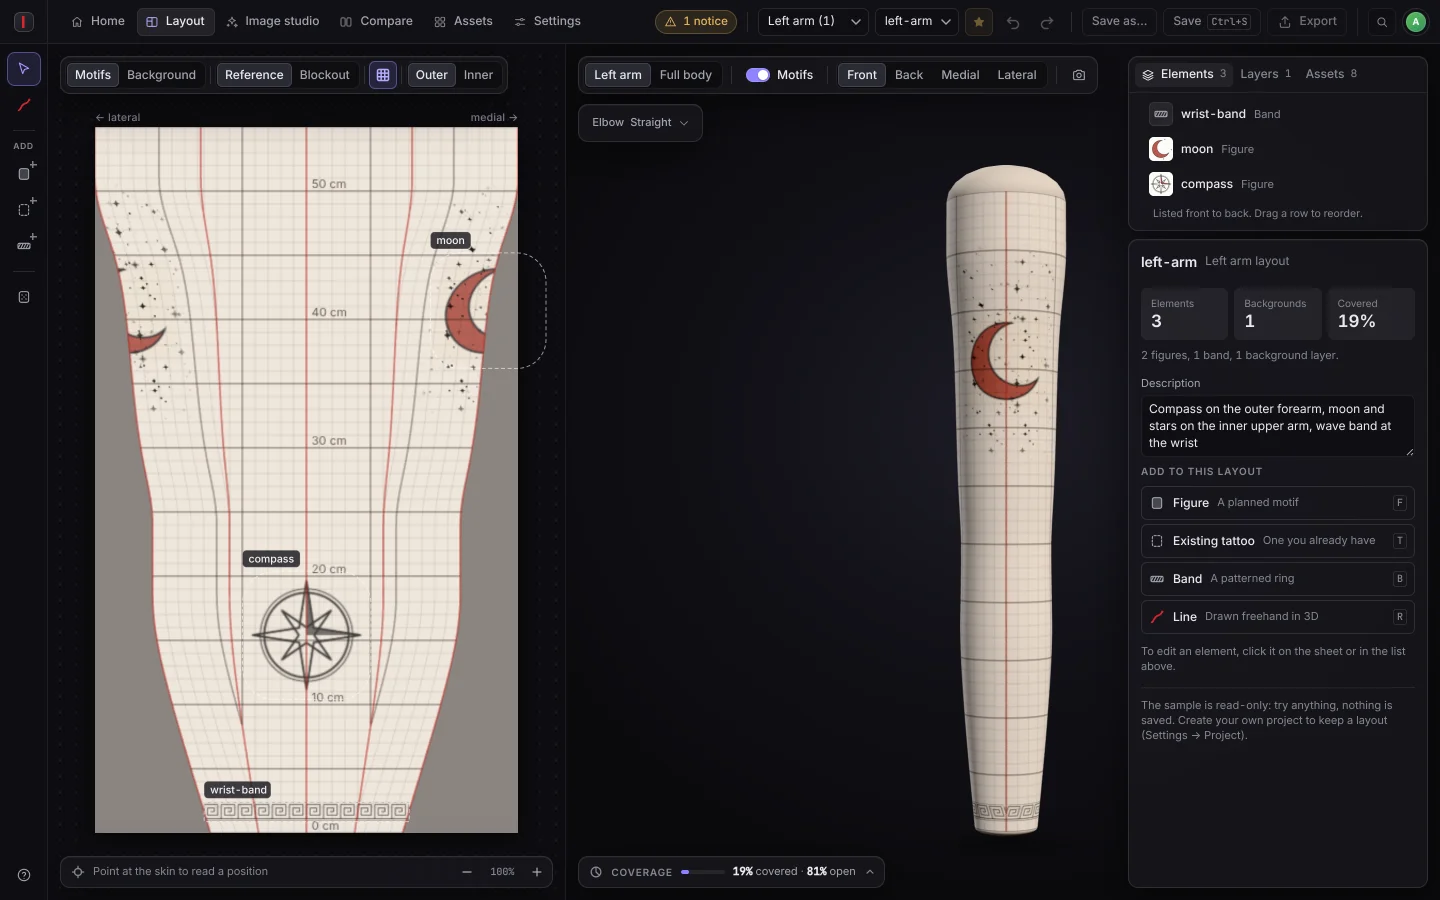 Home
Layout
Image studio
Compare
Assets
Settings
1 notice
Left arm (1)
left-arm
Save as...
Save Ctrl+S
Export
A
ADD
Motifs Background
Reference Blockout
Outer Inner
← lateral
medial →
50 cm
moon
40 cm
30 cm
compass
20 cm
10 cm
wrist-band
0 cm
Point at the skin to read a position
− 100% +
Left arm Full body
Motifs
Front Back Medial Lateral
Elbow Straight
COVERAGE 19% covered · 81% open
Elements 3 Layers 1 Assets 8
wrist-band Band
moon Figure
compass Figure
Listed front to back. Drag a row to reorder.
left-arm Left arm layout
Elements Backgrounds Covered
3 1 19%
2 figures, 1 band, 1 background layer.
Description
Compass on the outer forearm, moon and
stars on the inner upper arm, wave band at
the wrist
ADD TO THIS LAYOUT
Figure A planned motif F
Existing tattoo One you already have T
Band A patterned ring B
Line Drawn freehand in 3D R
To edit an element, click it on the sheet or in the list
above.
The sample is read-only: try anything, nothing is
saved. Create your own project to keep a layout
(Settings → Project).